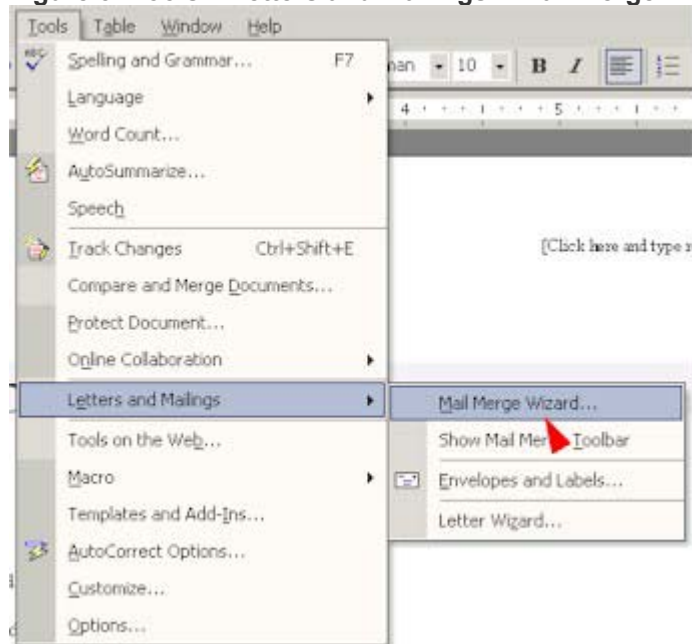 Tools Table Window Help
Spelling and Grammar... F7
Language
Word Count...
AutoSummarize...
Speech
Track Changes Ctrl+Shift+E
Compare and Merge Documents...
Protect Document...
Online Collaboration
Letters and Mailings
Tools on the Web...
Macro
Templates and Add-Ins...
AutoCorrect Options...
Customize...
Options...
Mail Merge Wizard...
Show Mail Mer Toolbar
Envelopes and Labels...
Letter Wizard...
man 10 B I
4 5
[Click here and type